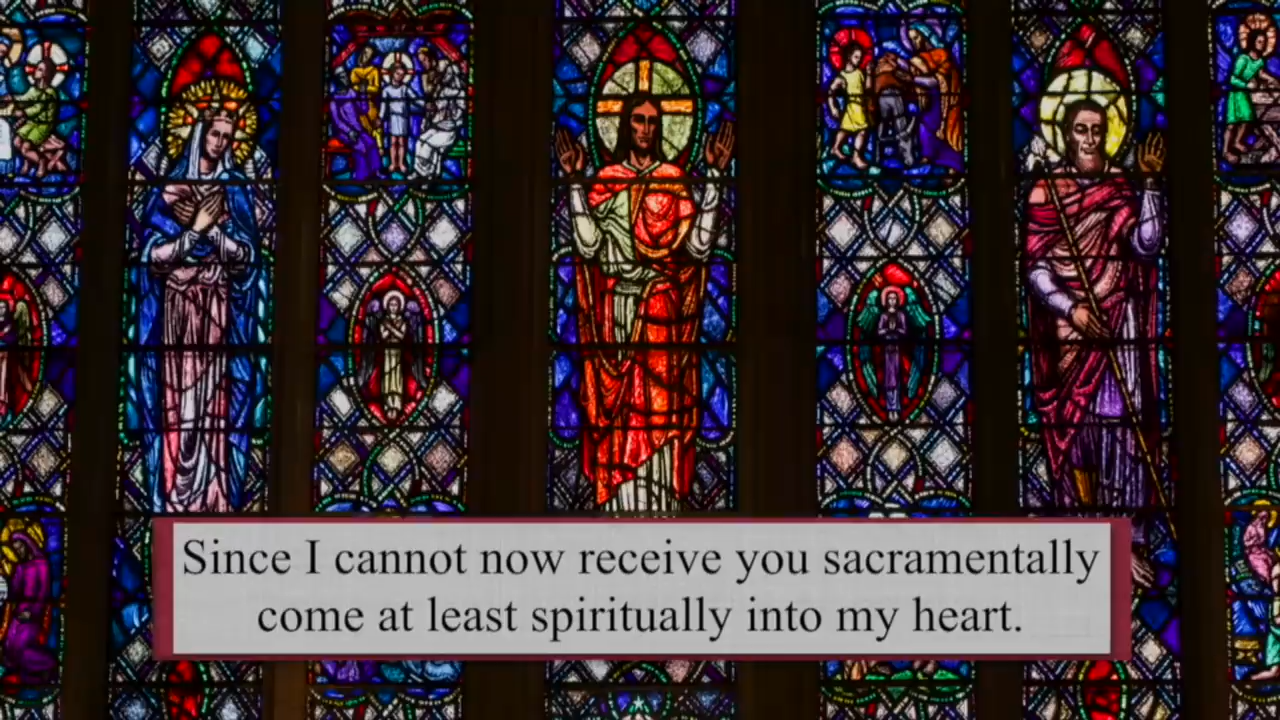 Since I cannot now receive you sacramentally
come at least spiritually into my heart.